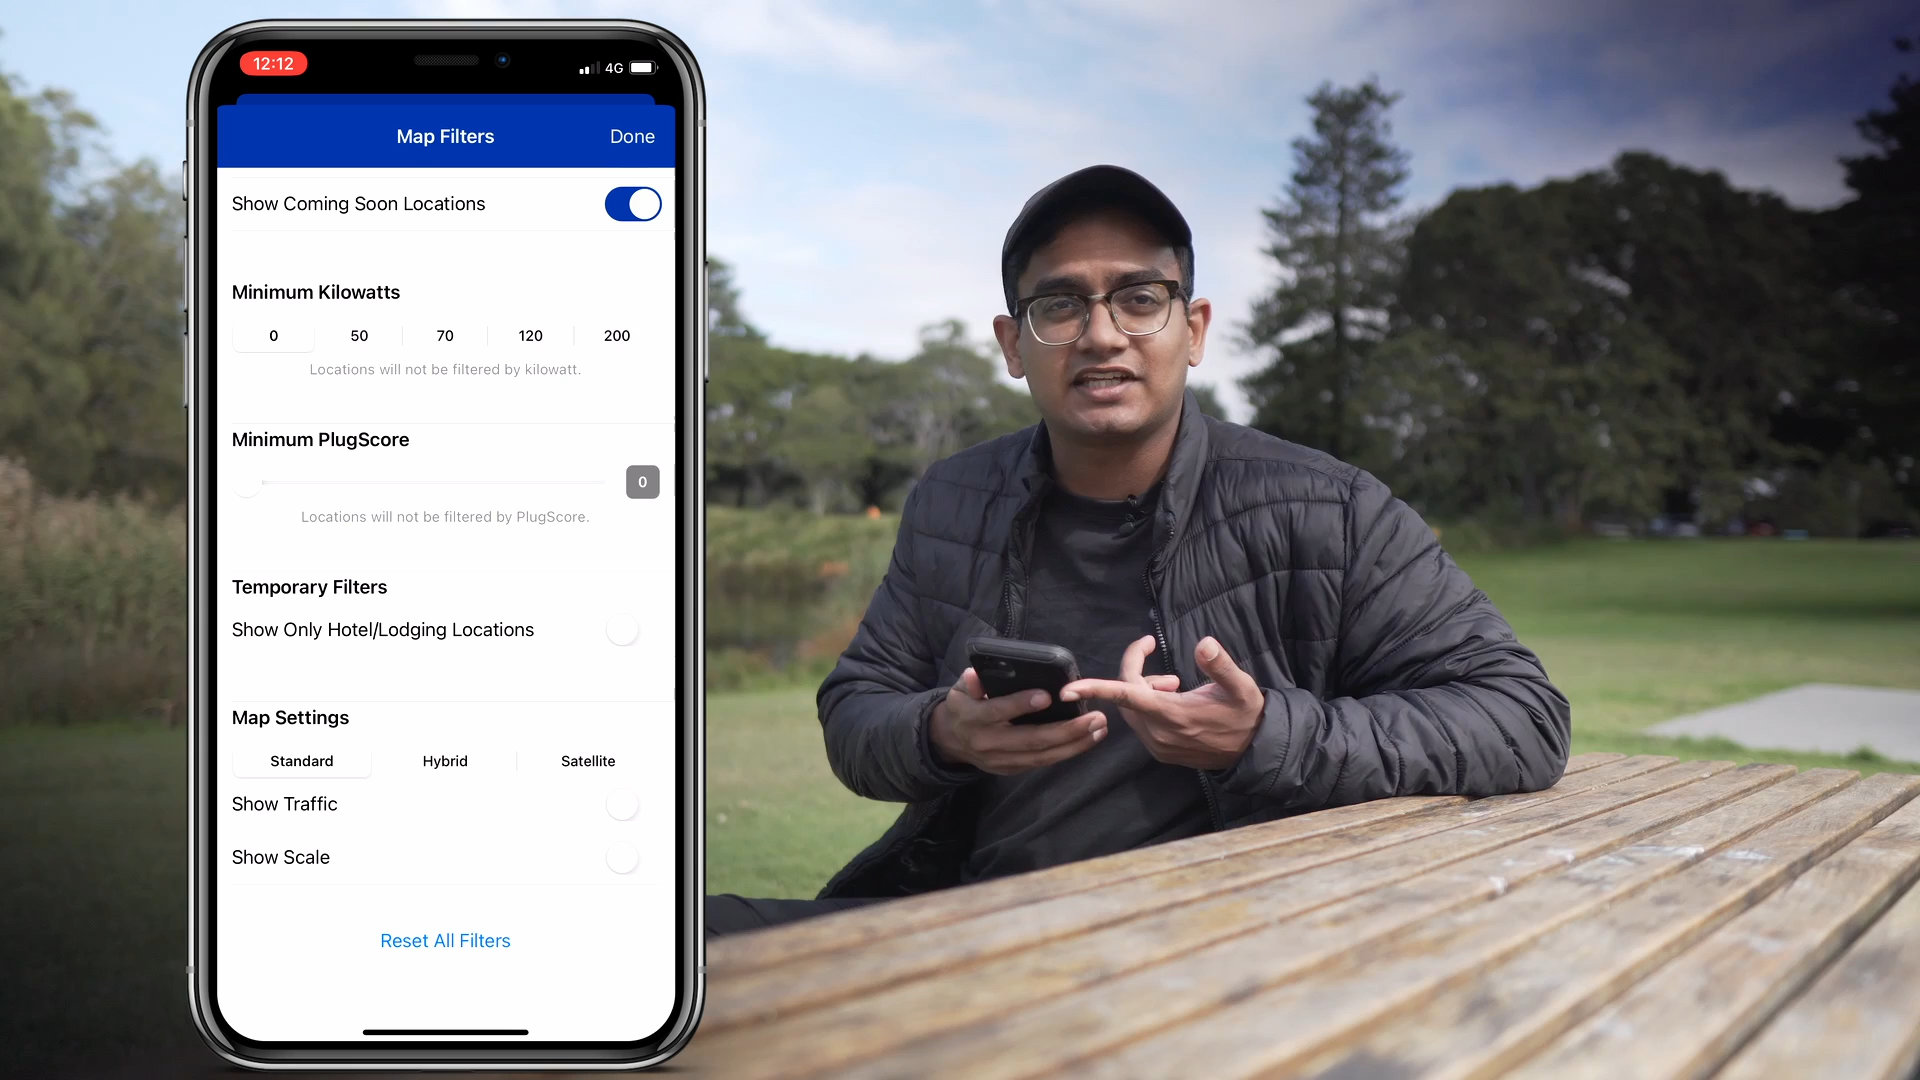 12:12
4G
Map Filters
Done
Show Coming Soon Locations
Minimum Kilowatts
0 50 70 120 200
Locations will not be filtered by kilowatt.
Minimum PlugScore
0
Locations will not be filtered by PlugScore.
Temporary Filters
Show Only Hotel/Lodging Locations
Map Settings
Standard Hybrid Satellite
Show Traffic
Show Scale
Reset All Filters